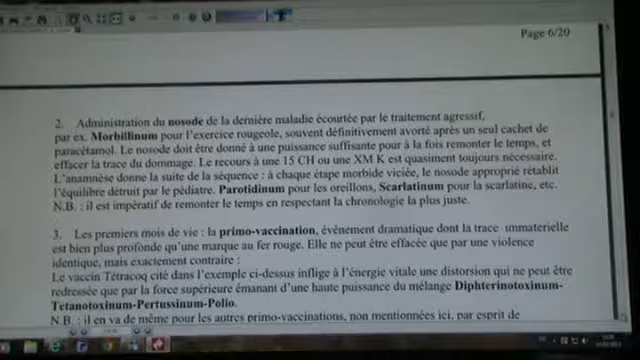 Page 6/20
2. Administration du nosode de la dernière maladie écourtée par le traitement agressif,
par ex. Morbillinum pour l'exercice rougeole, souvent définitivement avorté après un seul cachet de
paracétamol. Le nosode doit être donné à une puissance suffisante pour à la fois remonter le temps, et
effacer la trace du dommage. Le recours à une 15 CH ou une XM K est quasiment toujours nécessaire.
L'anamnèse donne la suite de la séquence : à chaque étape morbide viciée, le nosode approprié rétablit
l'équilibre détruit par le pédiatre. Parotidinum pour les oreillons, Scarlatinum pour la scarlatine, etc.
N.B. : il est impératif de remonter le temps en respectant la chronologie la plus juste.
3. Les premiers mois de vie : la primo-vaccination, évènement dramatique dont la trace immatérielle
est bien plus profonde qu'une marque au fer rouge. Elle ne peut être effacée que par une violence
identique, mais exactement contraire :
Le vaccin Tétracoq cité dans l'exemple ci-dessus inflige à l'énergie vitale une distorsion qui ne peut être
redressée que par la force supérieure émanant d'une haute puissance du mélange Diphterinotoxinum-
Tetanotoxinum-Pertussinum-Polio.
N.B. : il en va de même pour les autres primo-vaccinations, non mentionnées ici, par esprit de